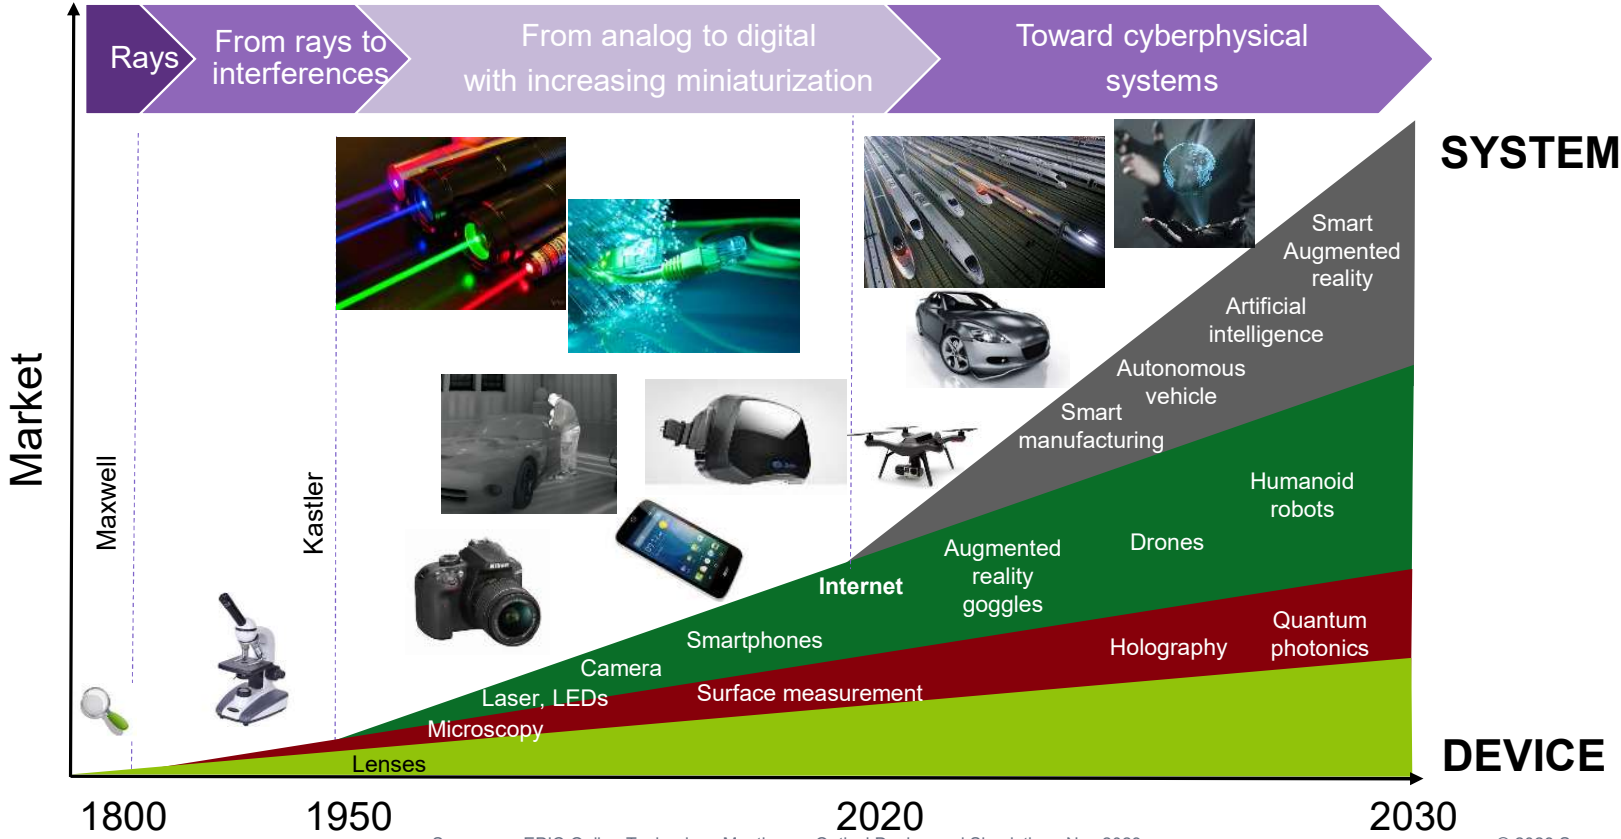 Rays
From rays to
interferences
From analog to digital
with increasing miniaturization
Toward cyberphysical
systems
SYSTEM
Smart
Augmented
reality
Artificial
intelligence
Autonomous
vehicle
Smart
manufacturing
Market
Maxwell
Kastler
Humanoid
robots
Drones
Augmented
reality
goggles
Internet
Smartphones
Camera
Laser, LEDs
Quantum
photonics
Holography
Surface measurement
Microscopy
Lenses
DEVICE
1800
1950
2020
2030